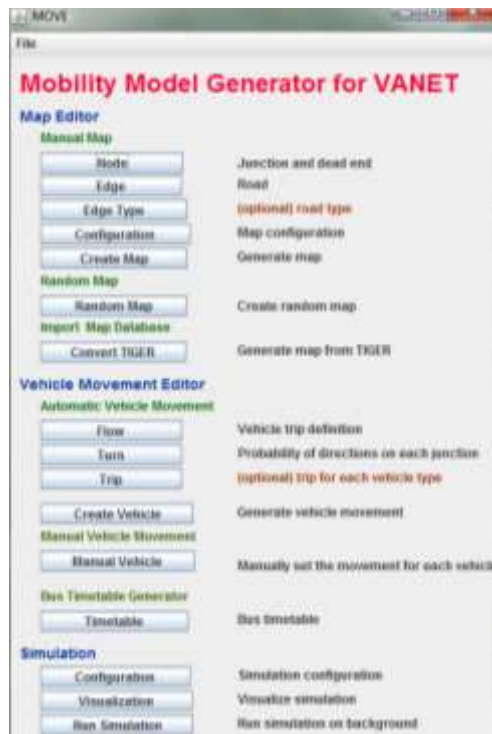 MOVE
File
Mobility Model Generator for VANET
Map Editor
Manual Map
Node Junction and dead end
Edge Road
Edge Type (optional) road type
Configuration Map configuration
Create Map Generate map
Random Map
Random Map Create random map
Import Map Database
Convert TIGER Generate map from TIGER
Vehicle Movement Editor
Automatic Vehicle Movement
Flow Vehicle trip definition
Turn Probability of directions on each junction
Trip (optional) trip for each vehicle type
Create Vehicle Generate vehicle movement
Manual Vehicle Movement
Manual Vehicle Manually set the movement for each vehicle
Bus Timetable Generator
Timetable Bus timetable
Simulation
Configuration Simulation configuration
Visualization Visualize simulation
Run Simulation Run simulation on background